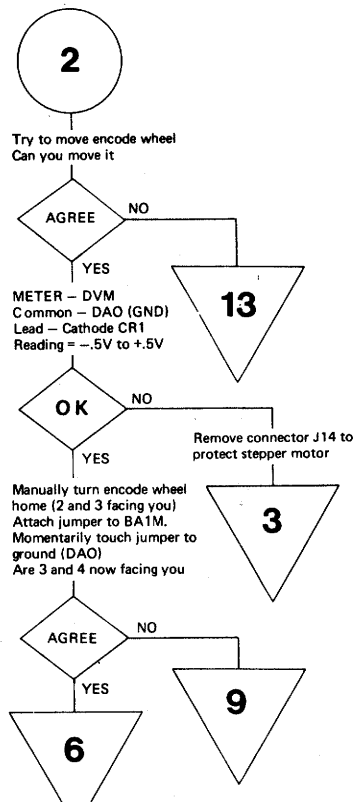 2
Try to move encode wheel
Can you move it
AGREE
NO
YES
13
METER – DVM
Common – DAO (GND)
Lead – Cathode CR1
Reading = –.5V to +.5V
OK
NO
YES
Remove connector J14 to
protect stepper motor
3
Manually turn encode wheel
home (2 and 3 facing you)
Attach jumper to BA1M.
Momentarily touch jumper to
ground (DAO)
Are 3 and 4 now facing you
AGREE
NO
YES
9
6